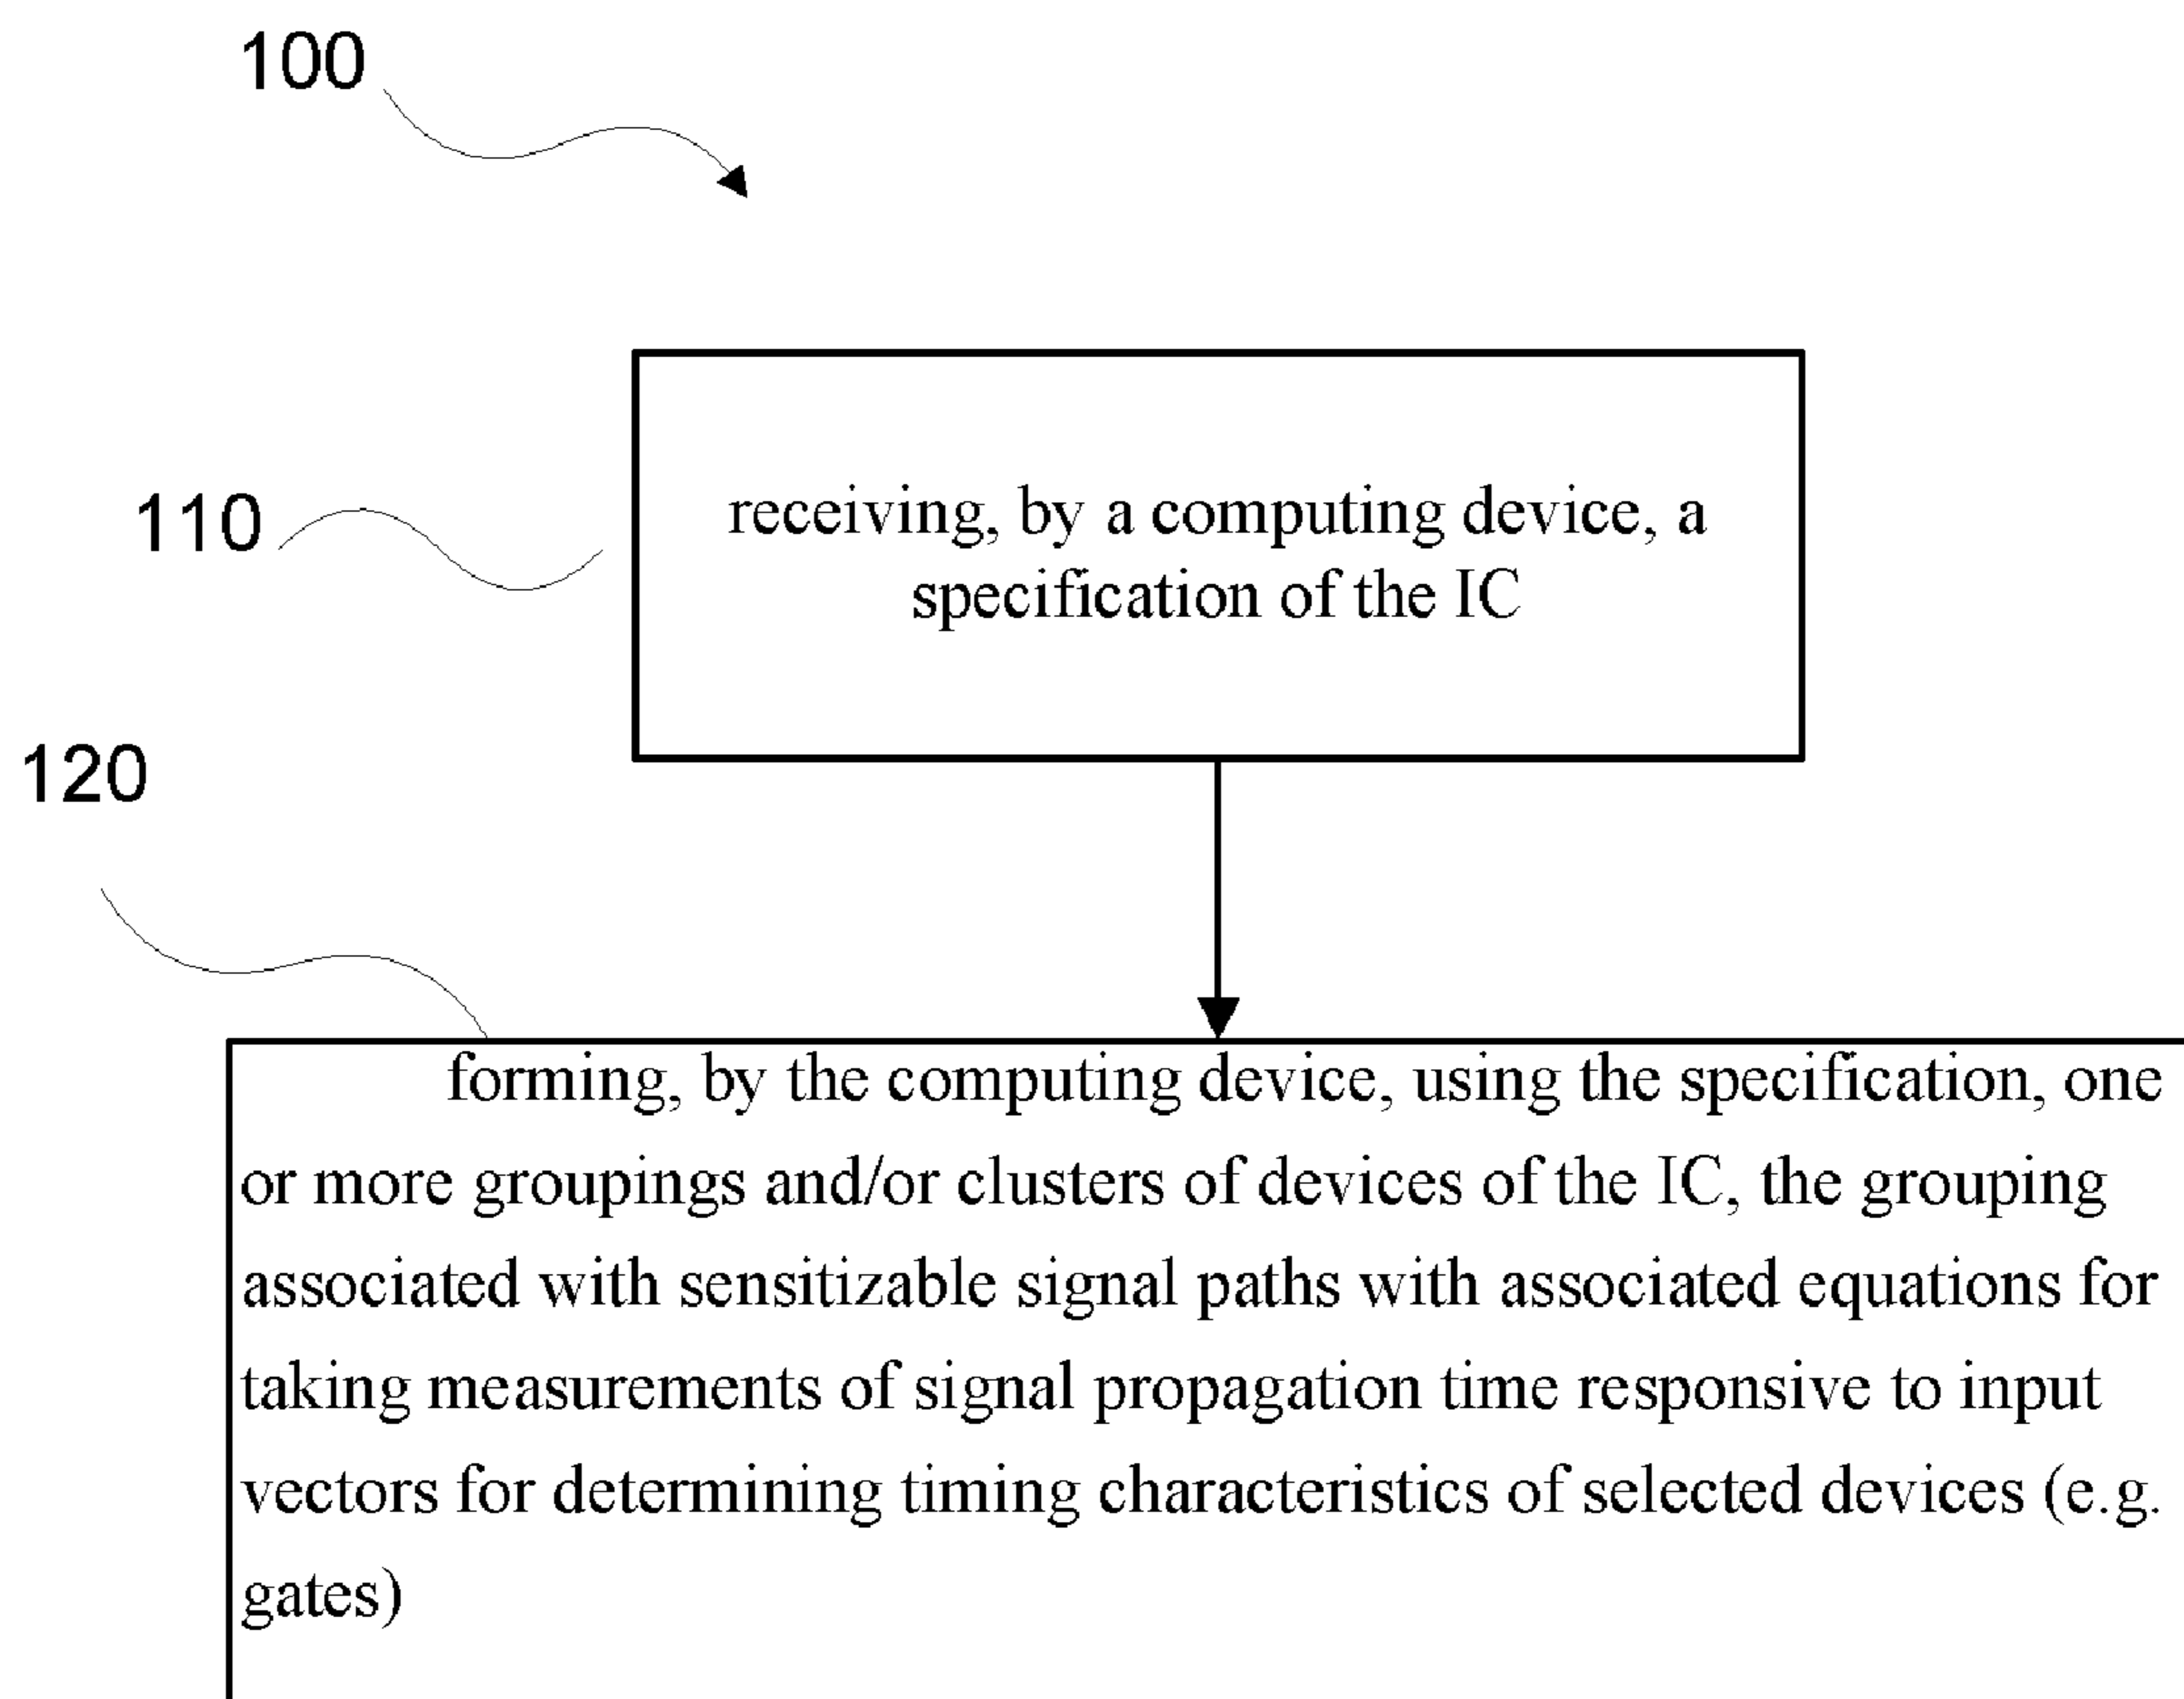 100
110
receiving, by a computing device, a
specification of the IC
120
forming, by the computing device, using the specification, one
or more groupings and/or clusters of devices of the IC, the grouping
associated with sensitizable signal paths with associated equations for
taking measurements of signal propagation time responsive to input
vectors for determining timing characteristics of selected devices (e.g.
gates)